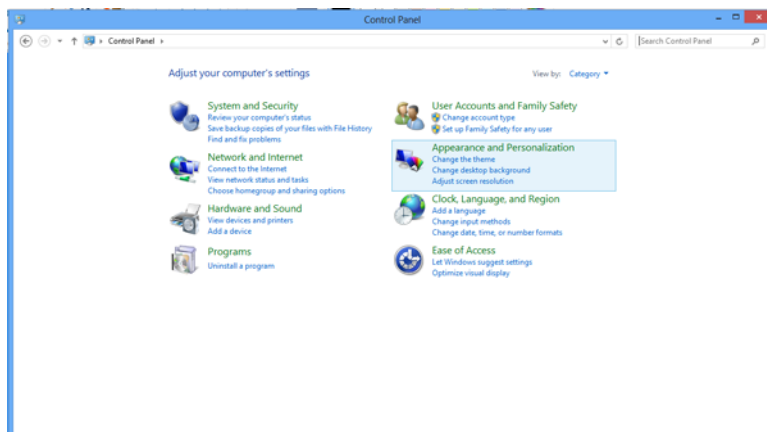 Control Panel
Control Panel
Search Control Panel
Adjust your computer's settings
View by: Category
System and Security
Review your computer's status
Save backup copies of your files with File History
Find and fix problems
Network and Internet
Connect to the Internet
View network status and tasks
Choose homegroup and sharing options
Hardware and Sound
View devices and printers
Add a device
Programs
Uninstall a program
User Accounts and Family Safety
Change account type
Set up Family Safety for any user
Appearance and Personalization
Change the theme
Change desktop background
Adjust screen resolution
Clock, Language, and Region
Add a language
Change input methods
Change date, time, or number formats
Ease of Access
Let Windows suggest settings
Optimize visual display